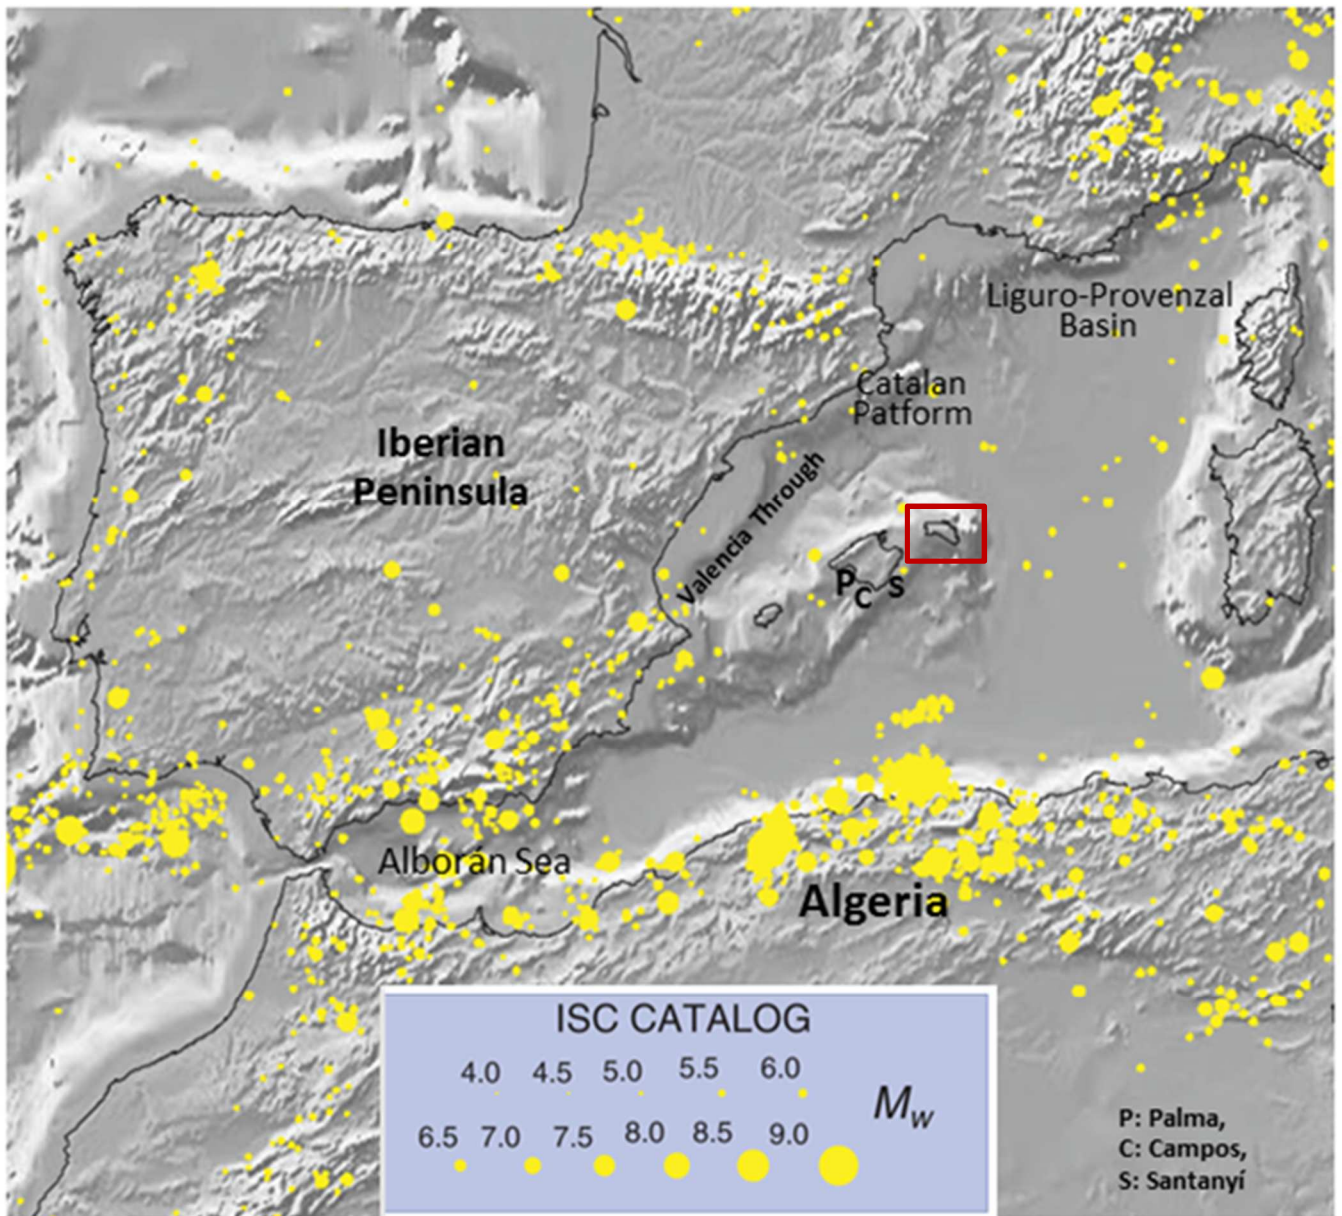 Liguro-Provenzal
Basin
Catalan
Patform
Iberian
Peninsula
Valencia Through
P
C
S
Alborán Sea
Algeria
ISC CATALOG
4.0 4.5 5.0 5.5 6.0
Mw
6.5 7.0 7.5 8.0 8.5 9.0
P: Palma,
C: Campos,
S: Santanyí